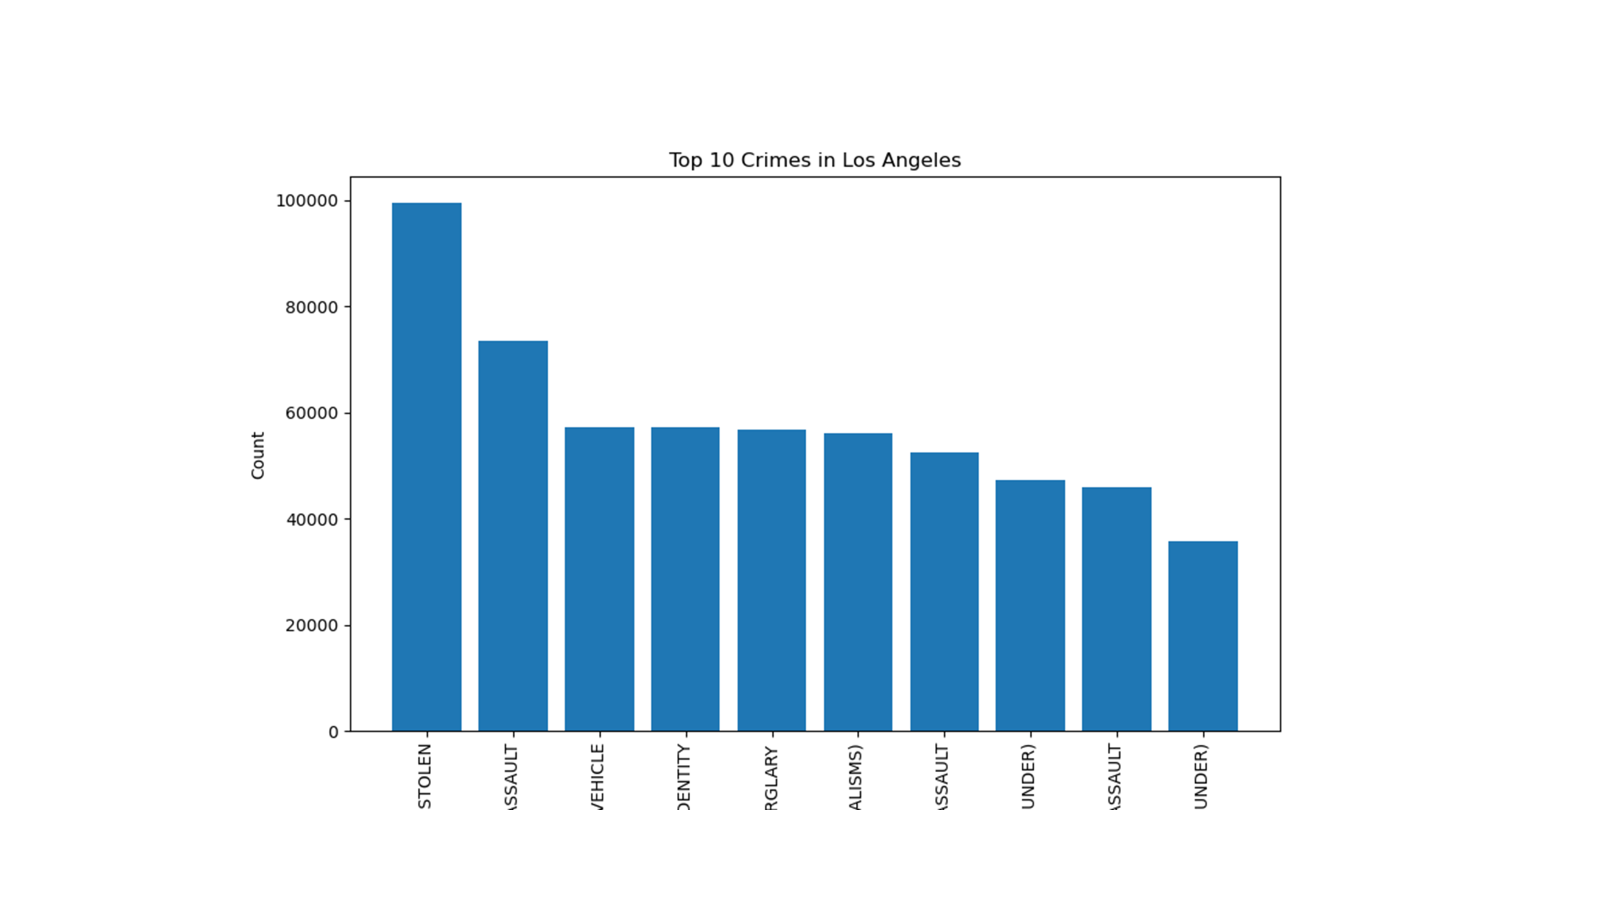 Top 10 Crimes in Los Angeles
100000
80000
60000
40000
20000
0
Count
STOLEN
ASSAULT
VEHICLE
DENTITY
RGLARY
ALISMS)
ASSAULT
UNDER)
ASSAULT
UNDER)